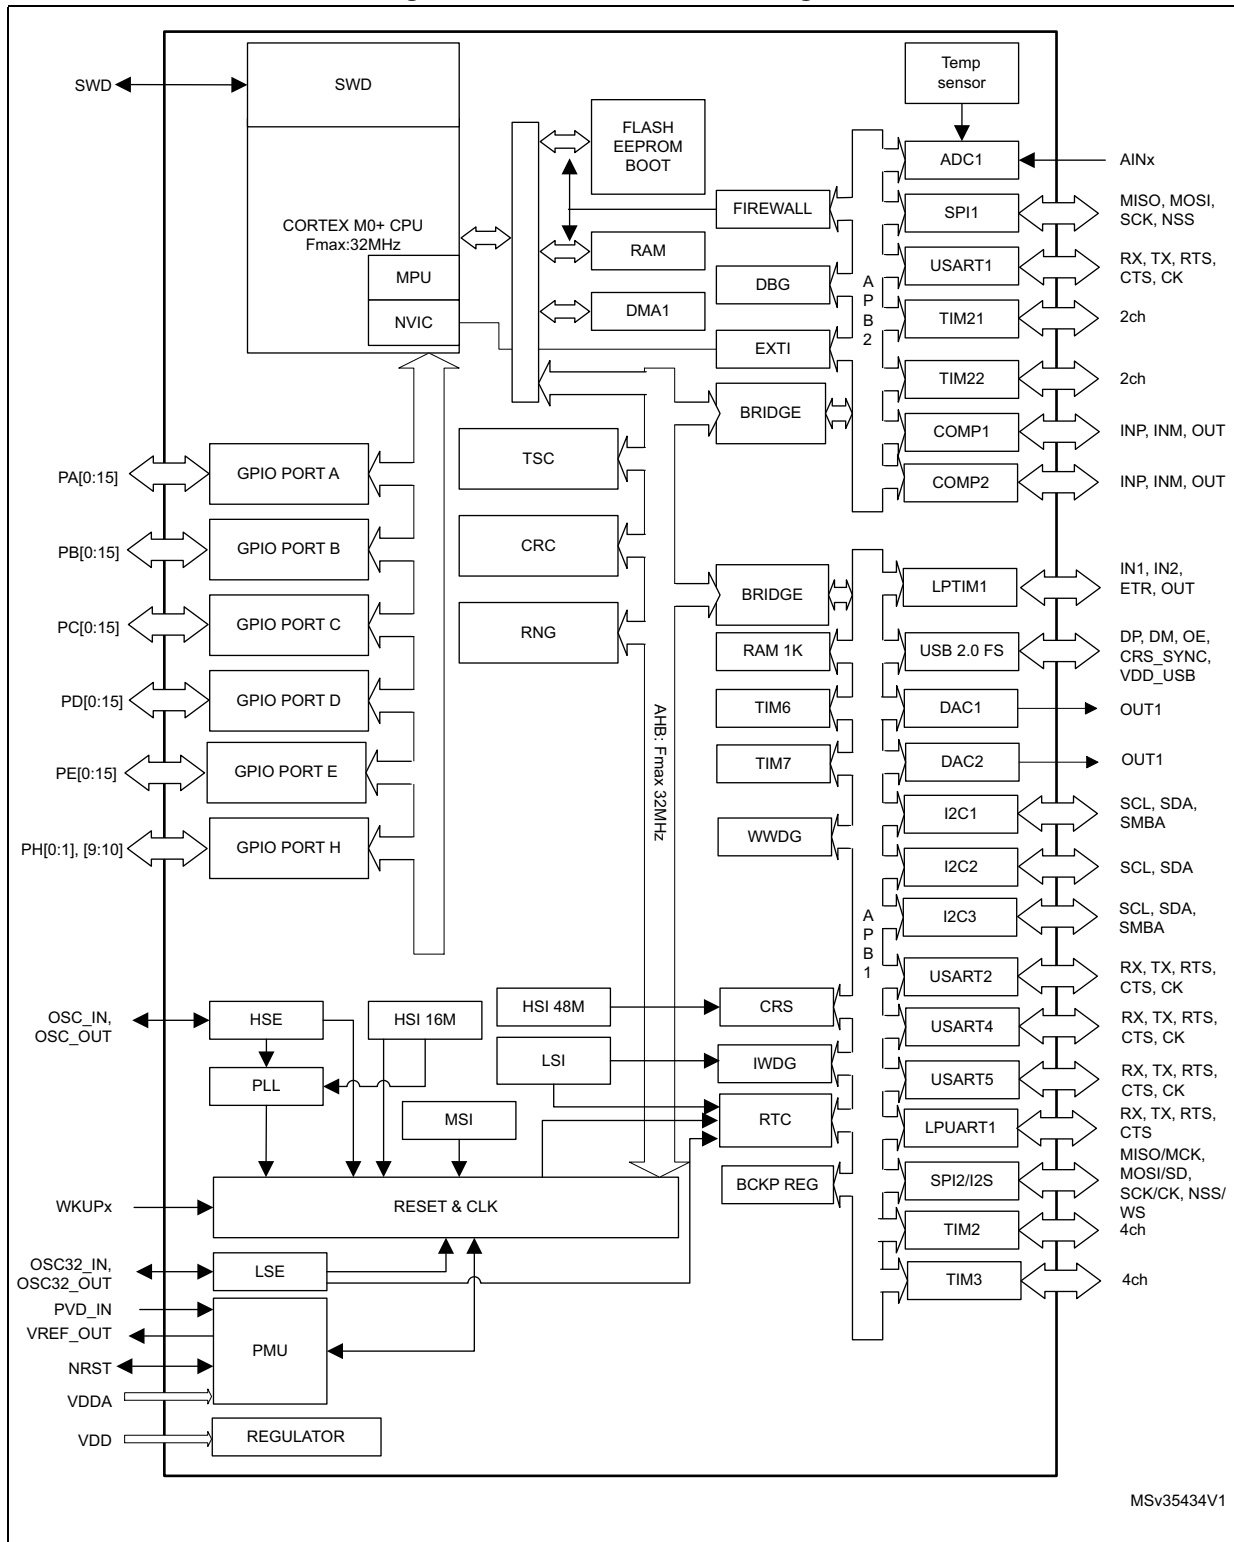 SWD
SWD
Temp
sensor
FLASH
EEPROM
BOOT
ADC1
AINx
CORTEX M0+ CPU
Fmax:32MHz
FIREWALL
SPI1
MISO, MOSI,
SCK, NSS
RAM
USART1
RX, TX, RTS,
CTS, CK
MPU
DBG
A
P
B
2
NVIC
DMA1
TIM21
2ch
EXTI
TIM22
2ch
BRIDGE
COMP1
INP, INM, OUT
TSC
PA[0:15]
GPIO PORT A
COMP2
INP, INM, OUT
PB[0:15]
GPIO PORT B
CRC
BRIDGE
LPTIM1
IN1, IN2,
ETR, OUT
PC[0:15]
GPIO PORT C
RNG
RAM 1K
USB 2.0 FS
DP, DM, OE,
CRS_SYNC,
VDD_USB
PD[0:15]
GPIO PORT D
AHB: Fmax 32MHz
TIM6
DAC1
OUT1
PE[0:15]
GPIO PORT E
TIM7
DAC2
OUT1
I2C1
SCL, SDA,
SMBA
PH[0:1], [9:10]
GPIO PORT H
WWDG
I2C2
SCL, SDA
A
P
B
1
I2C3
SCL, SDA,
SMBA
USART2
RX, TX, RTS,
CTS, CK
OSC_IN,
OSC_OUT
HSE
HSI 16M
HSI 48M
CRS
USART4
RX, TX, RTS,
CTS, CK
LSI
IWDG
PLL
USART5
RX, TX, RTS,
CTS, CK
MSI
RTC
LPUART1
RX, TX, RTS,
CTS
BCKP REG
SPI2/I2S
MISO/MCK,
MOSI/SD,
SCK/CK, NSS/
WS
WKUPx
RESET & CLK
TIM2
4ch
OSC32_IN,
OSC32_OUT
LSE
TIM3
4ch
PVD_IN
VREF_OUT
PMU
NRST
VDDA
VDD
REGULATOR
MSv35434V1